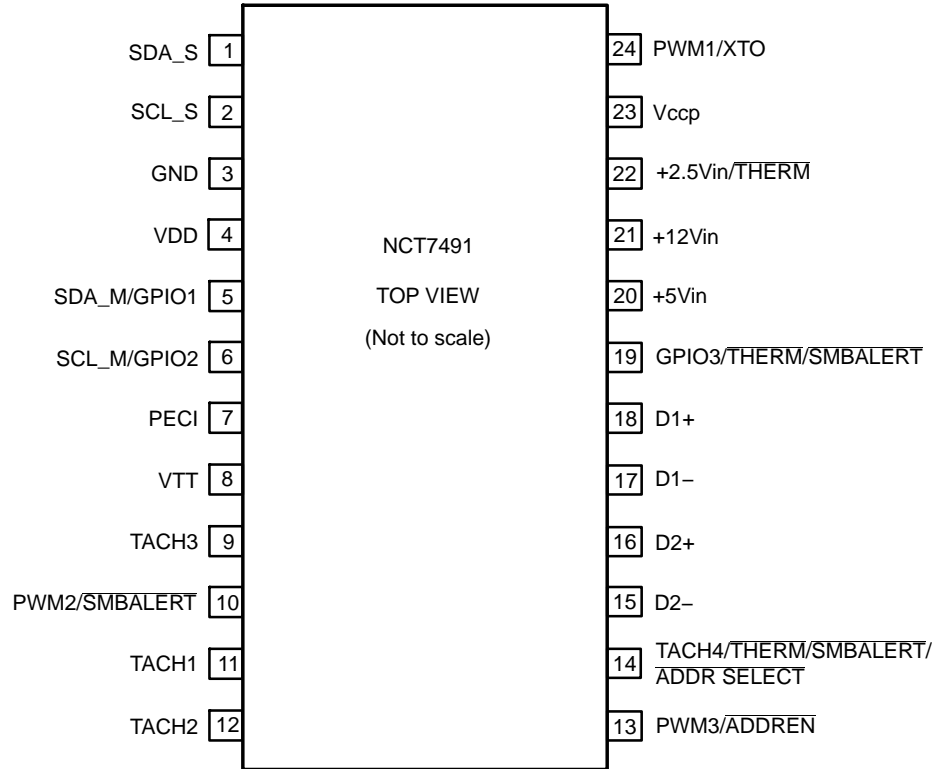 SDA_S 1
SCL_S 2
GND 3
VDD 4
SDA_M/GPIO1 5
SCL_M/GPIO2 6
PECI 7
VTT 8
TACH3 9
PWM2/SMBALERT 10
TACH1 11
TACH2 12
NCT7491
TOP VIEW
(Not to scale)
24 PWM1/XTO
23 Vccp
22 +2.5Vin/THERM
21 +12Vin
20 +5Vin
19 GPIO3/THERM/SMBALERT
18 D1+
17 D1−
16 D2+
15 D2−
14 TACH4/THERM/SMBALERT/
ADDR SELECT
13 PWM3/ADDREN